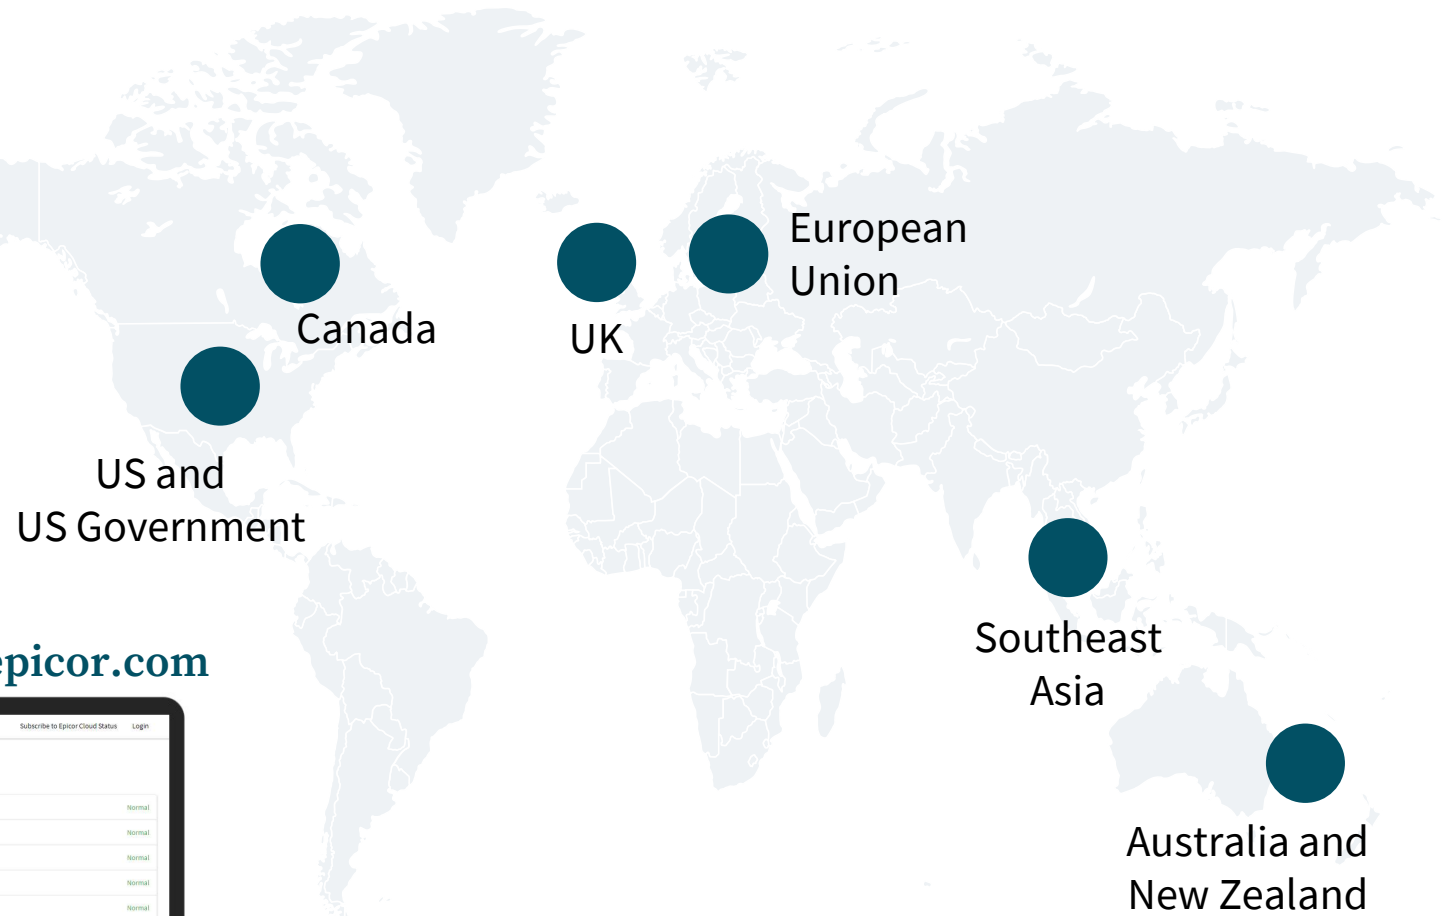 European
Union
Canada
UK
US and
US Government
Southeast
Asia
epicor.com
Subscribe to Epicor Cloud Status Login
Normal
Normal
Normal
Normal
Normal
Australia and
New Zealand